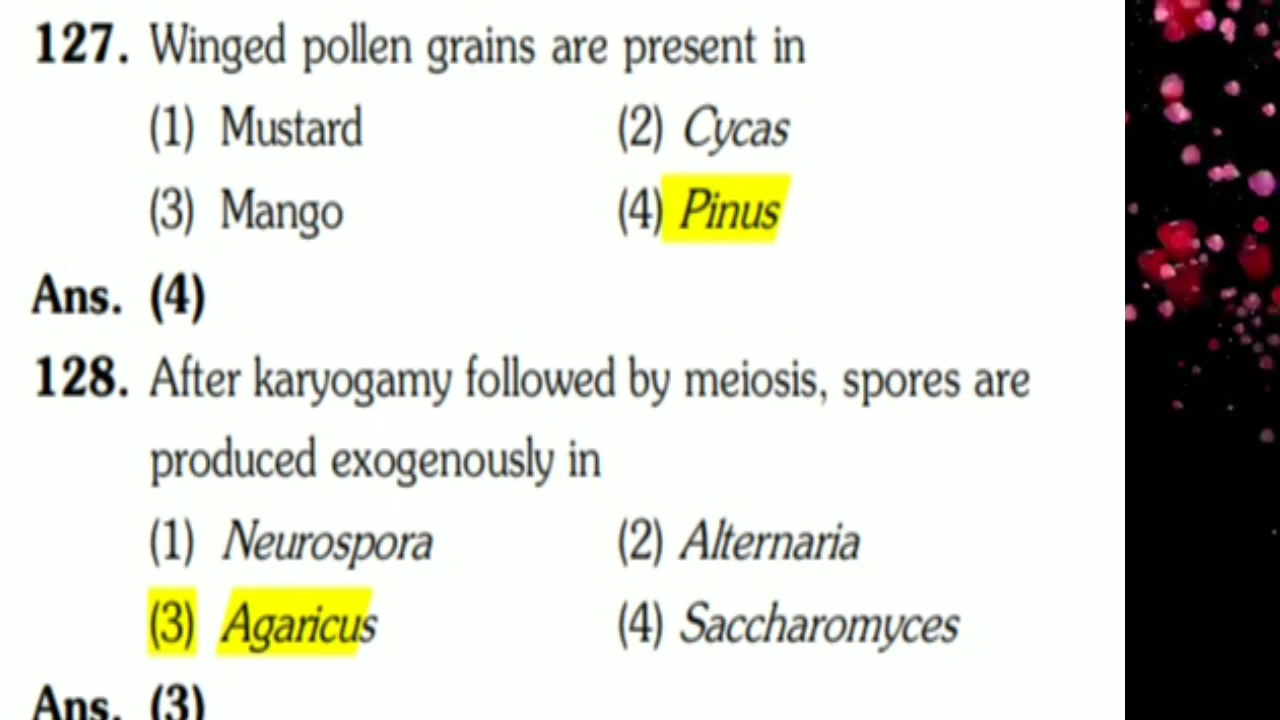 127. Winged pollen grains are present in
(1) Mustard (2) Cycas
(3) Mango (4) Pinus
Ans. (4)
128. After karyogamy followed by meiosis, spores are
produced exogenously in
(1) Neurospora (2) Alternaria
(3) Agaricus (4) Saccharomyces
Ans. (3)